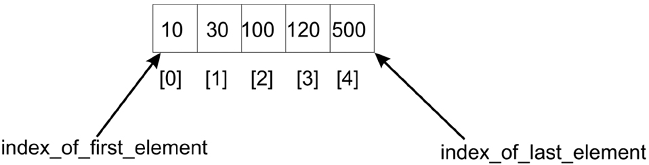 10 30 100 120 500
[0] [1] [2] [3] [4]
index_of_first_element
index_of_last_element